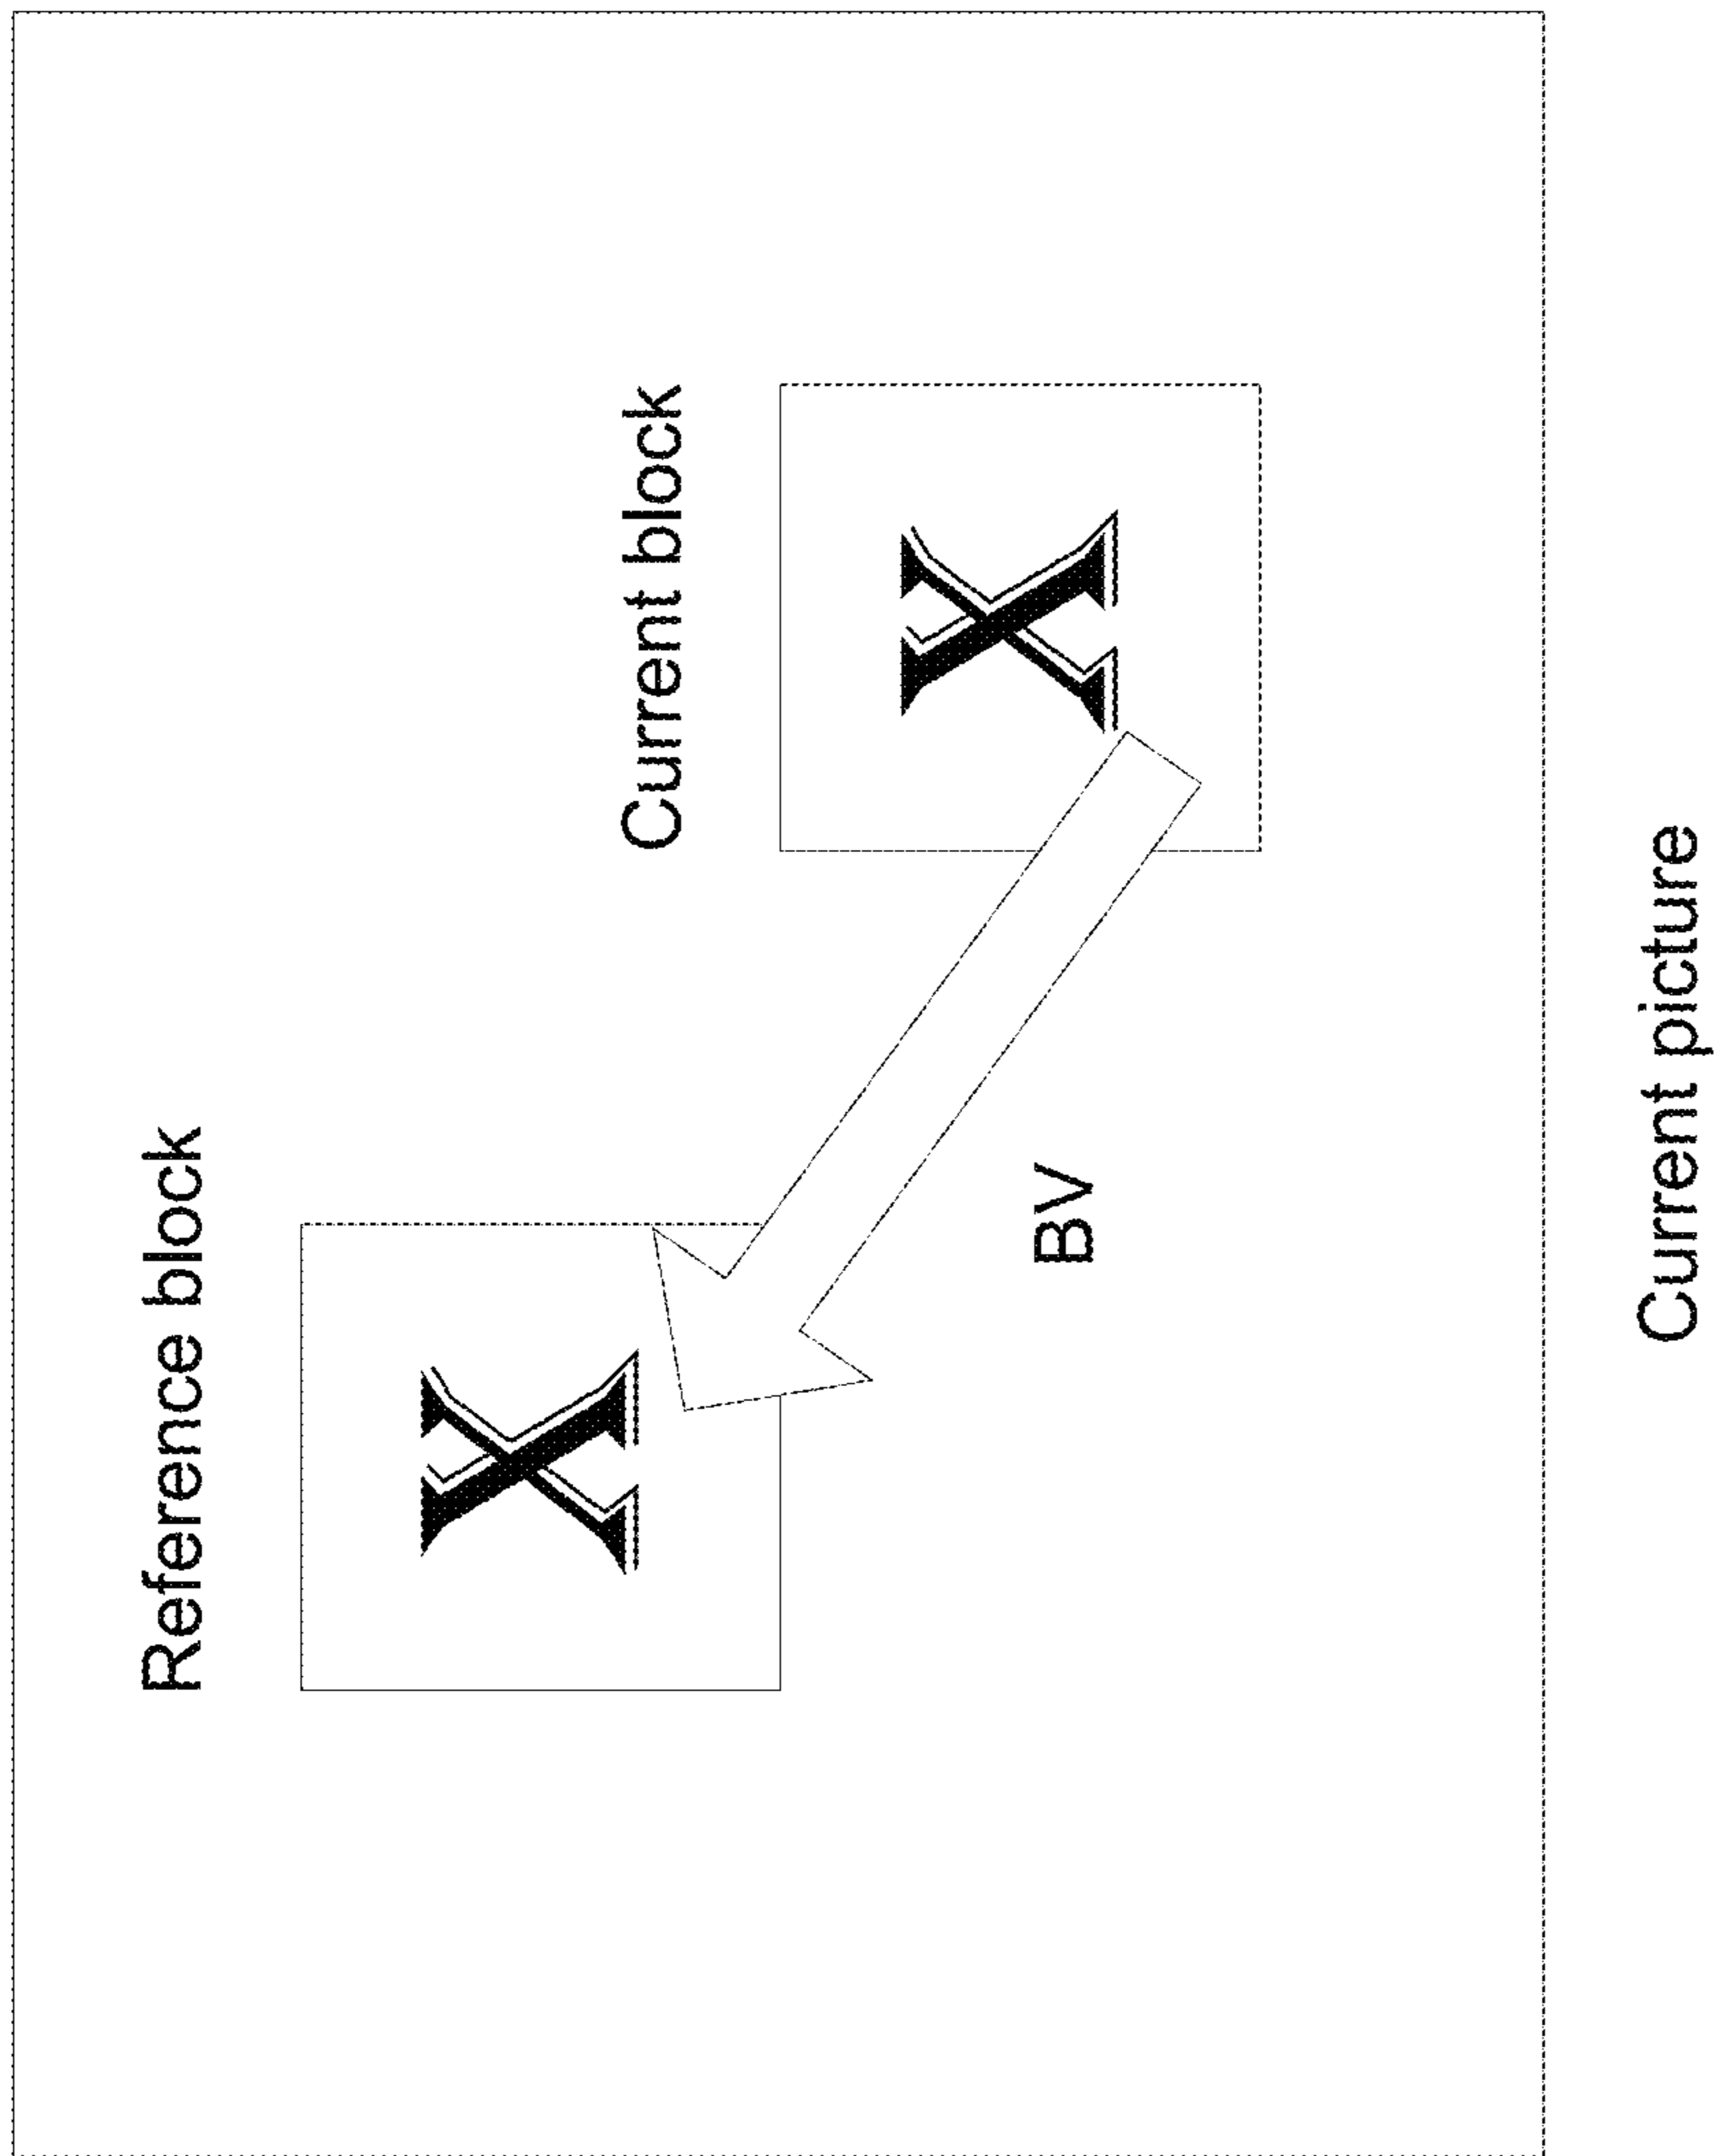 Reference block
Current block
X
X
BV
Current picture